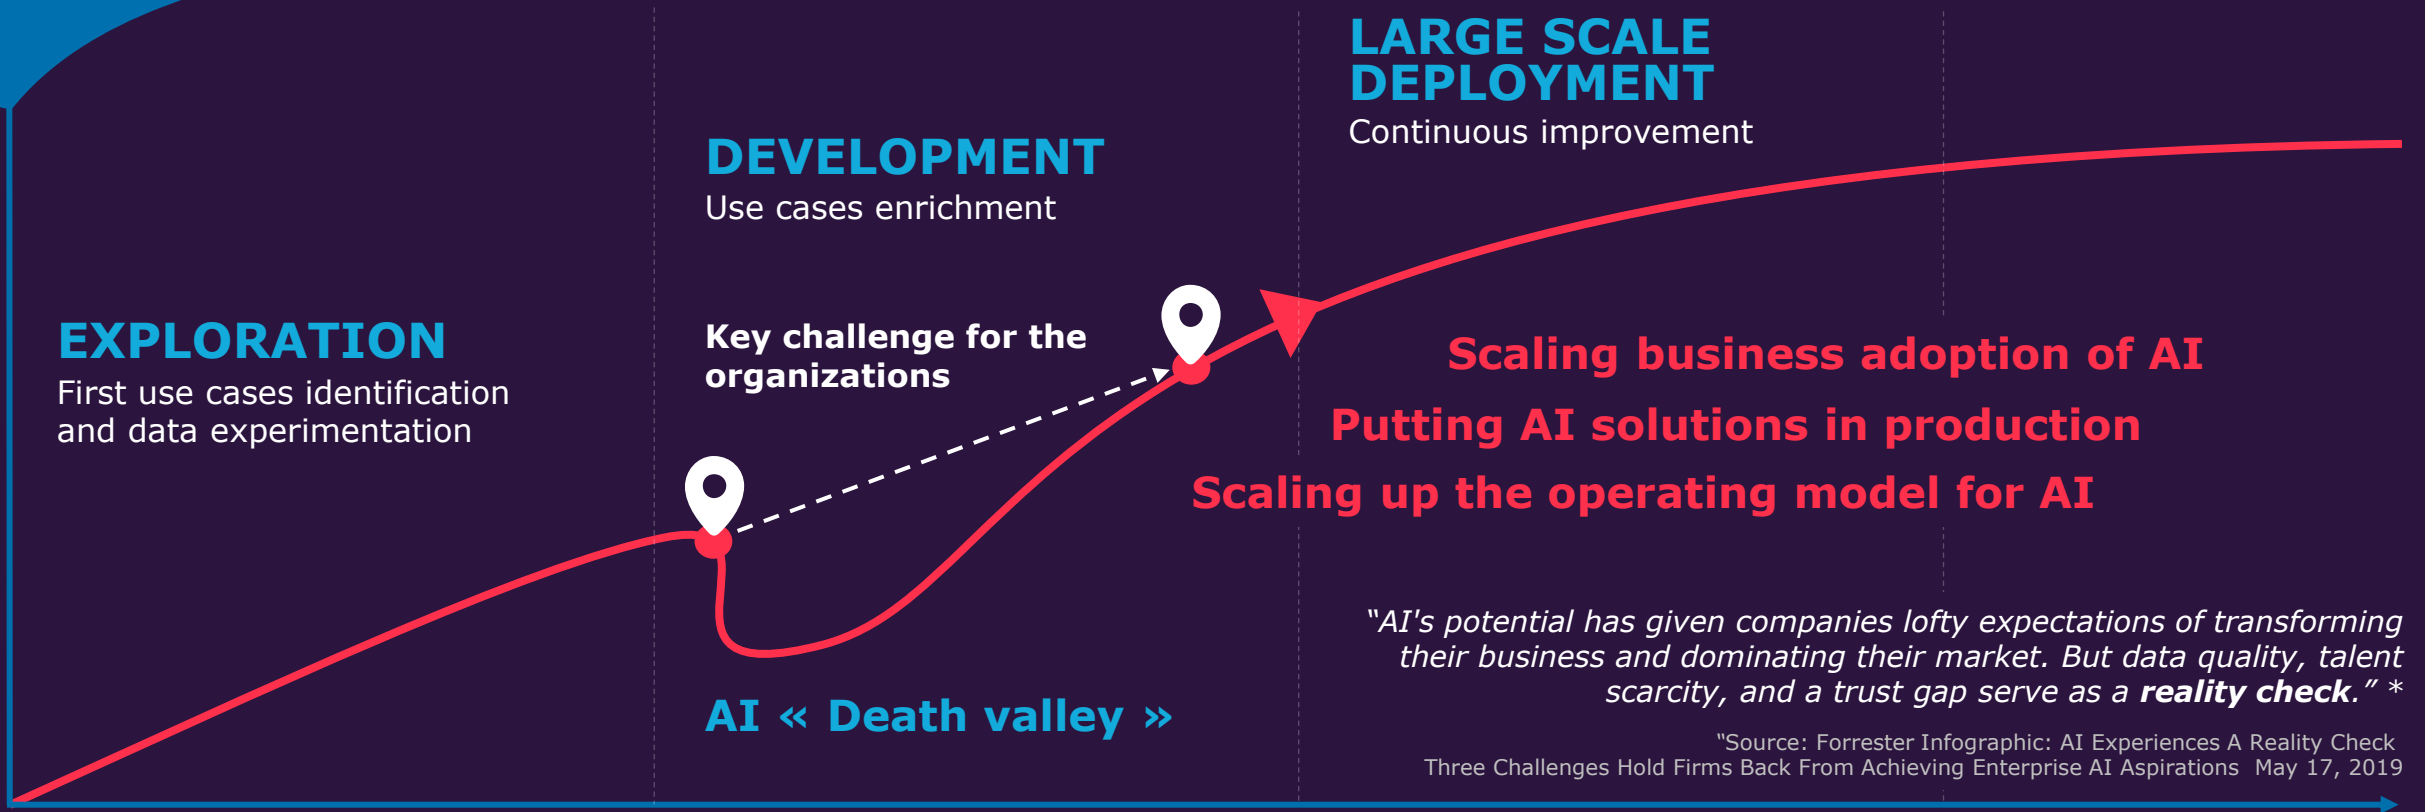 EXPLORATION
First use cases identification
and data experimentation
DEVELOPMENT
Use cases enrichment
Key challenge for the
organizations
AI « Death valley »
LARGE SCALE
DEPLOYMENT
Continuous improvement
Scaling business adoption of AI
Putting AI solutions in production
Scaling up the operating model for AI
“AI's potential has given companies lofty expectations of transforming
their business and dominating their market. But data quality, talent
scarcity, and a trust gap serve as a reality check.” *
“Source: Forrester Infographic: AI Experiences A Reality Check
Three Challenges Hold Firms Back From Achieving Enterprise AI Aspirations  May 17, 2019